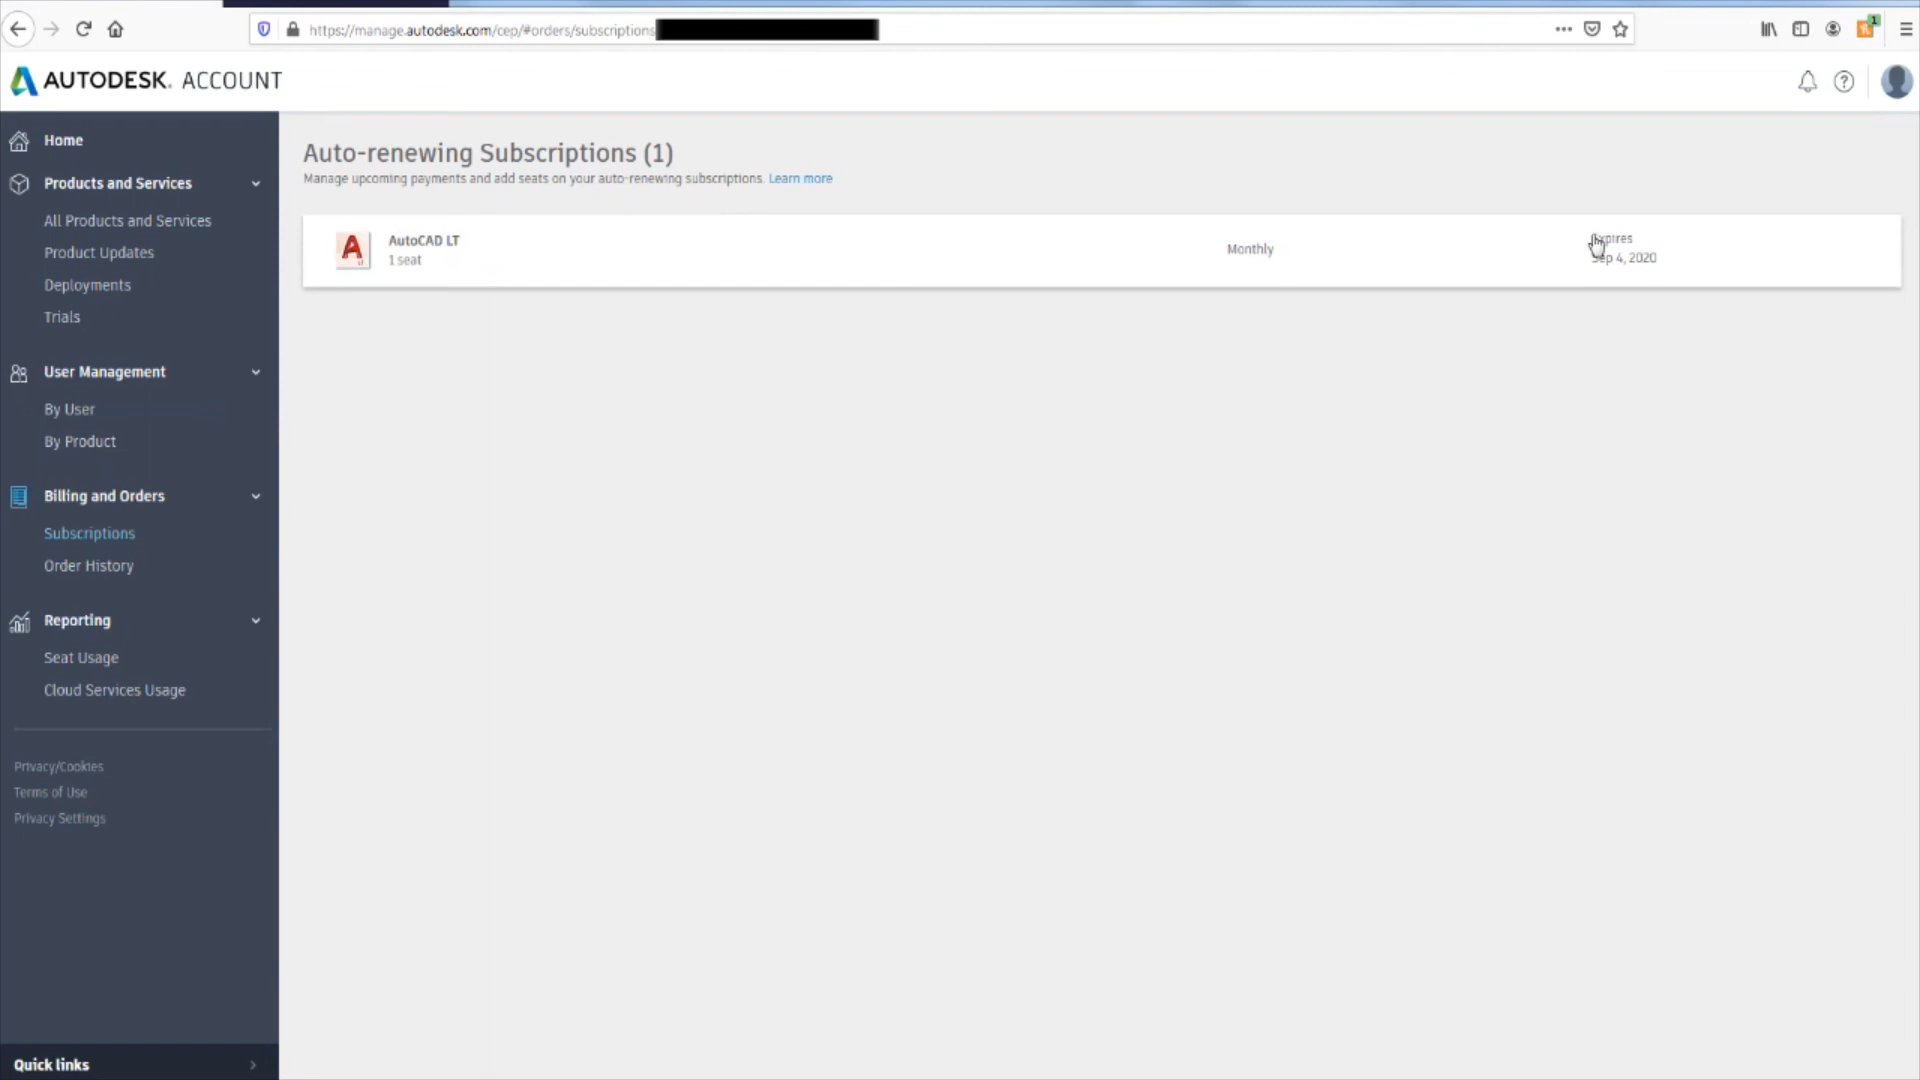 https://manage.autodesk.com/cep/#orders/subscriptions
1
AUTODESK. ACCOUNT
Home
Products and Services
All Products and Services
Product Updates
Deployments
Trials
User Management
By User
By Product
Billing and Orders
Subscriptions
Order History
Reporting
Seat Usage
Cloud Services Usage
Privacy/Cookies
Terms of Use
Privacy Settings
Quick links
Auto-renewing Subscriptions (1)
Manage upcoming payments and add seats on your auto-renewing subscriptions. Learn more
AutoCAD LT
1 seat
Monthly
Expires
Sep 4, 2020